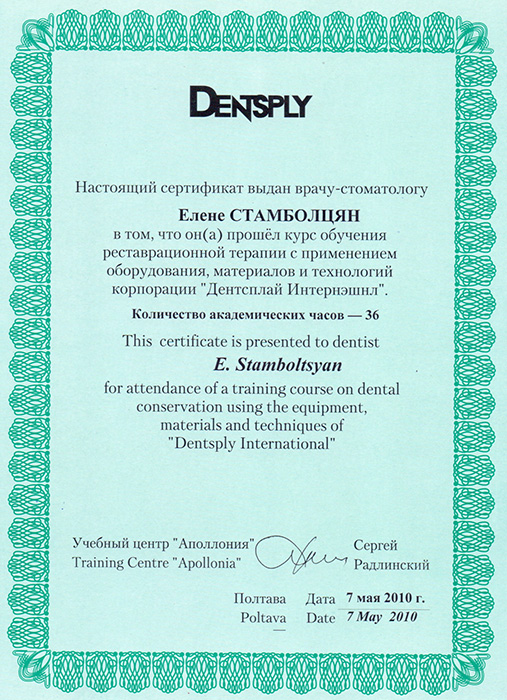 DENTSPLY
Настоящий сертификат выдан врачу-стоматологу
Елене СТАМБОЛЦЯН
в том, что он(а) прошёл курс обучения
реставрационной терапии с применением
оборудования, материалов и технологий
корпорации "Дентсплай Интернэшнл".
Количество академических часов — 36
This certificate is presented to dentist
E. Stamboltsyan
for attendance of a training course on dental
conservation using the equipment,
materials and techniques of
"Dentsply International"
Учебный центр "Аполлония" Сергей
Training Centre "Apollonia" Радлинский
Полтава Дата 7 мая 2010 г.
Poltava Date 7 May 2010